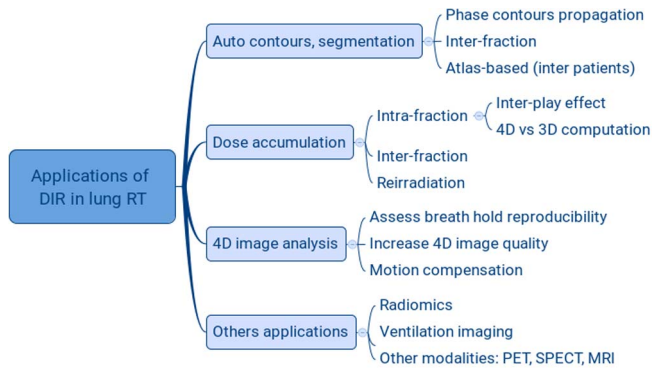 Applications of
DIR in lung RT
Auto contours, segmentation
Phase contours propagation
Inter-fraction
Atlas-based (inter patients)
Dose accumulation
Intra-fraction
Inter-play effect
4D vs 3D computation
Inter-fraction
Reirradiation
4D image analysis
Assess breath hold reproducibility
Increase 4D image quality
Motion compensation
Others applications
Radiomics
Ventilation imaging
Other modalities: PET, SPECT, MRI